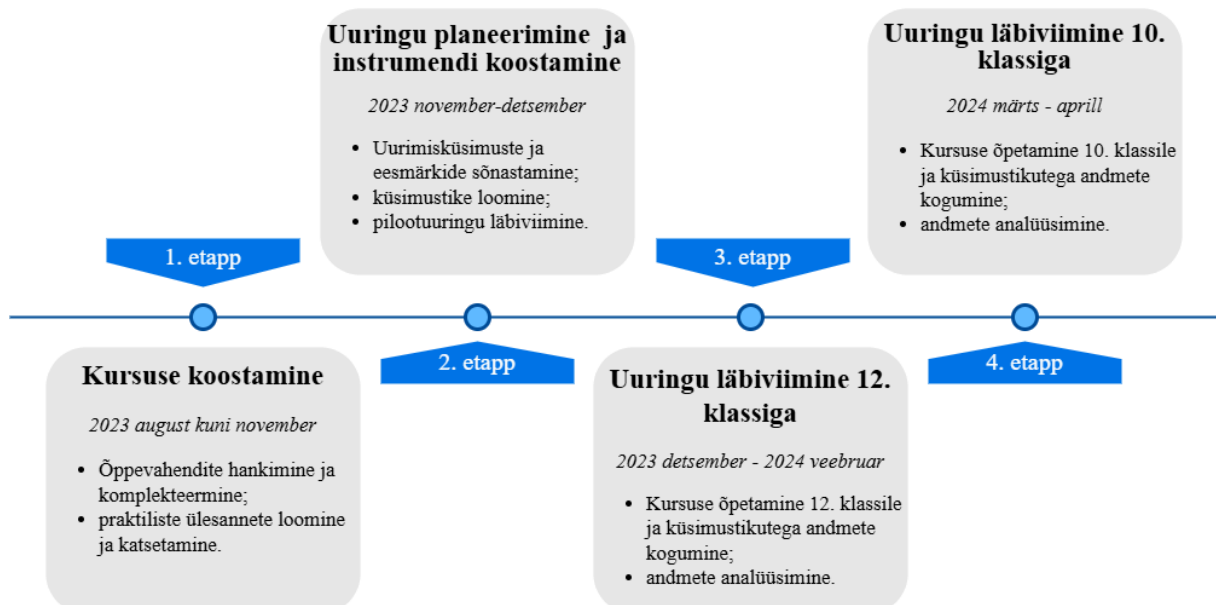 1. etapp
Kursuse koostamine
2023 august kuni november
• Õppevahendite hankimine ja
komplekteermine;
• praktiliste ülesannete loomine
ja katsetamine.
Uuringu planeerimine ja
instrumendi koostamine
2023 november-detsember
• Uurimisküsimuste ja
eesmärkide sõnastamine;
• küsimustike loomine;
• pilootuuringu läbiviimine.
2. etapp
3. etapp
Uuringu läbiviimine 12.
klassiga
2023 detsember - 2024 veebruar
• Kursuse õpetamine 12. klassile
ja küsimustikutega andmete
kogumine;
• andmete analüüsimine.
Uuringu läbiviimine 10.
klassiga
2024 märts - aprill
• Kursuse õpetamine 10. klassile
ja küsimustikutega andmete
kogumine;
• andmete analüüsimine.
4. etapp